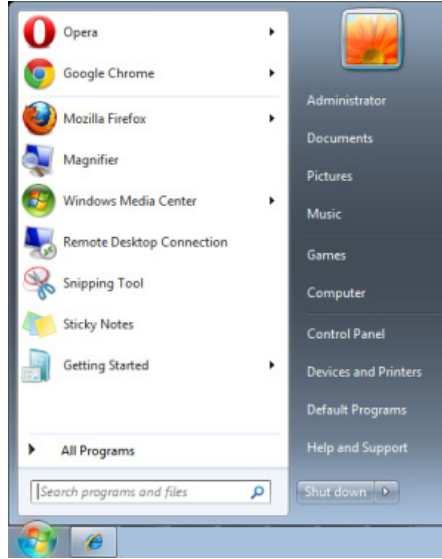 Opera
Google Chrome
Mozilla Firefox
Magnifier
Windows Media Center
Remote Desktop Connection
Snipping Tool
Sticky Notes
Getting Started
All Programs
Search programs and files
Administrator
Documents
Pictures
Music
Games
Computer
Control Panel
Devices and Printers
Default Programs
Help and Support
Shut down